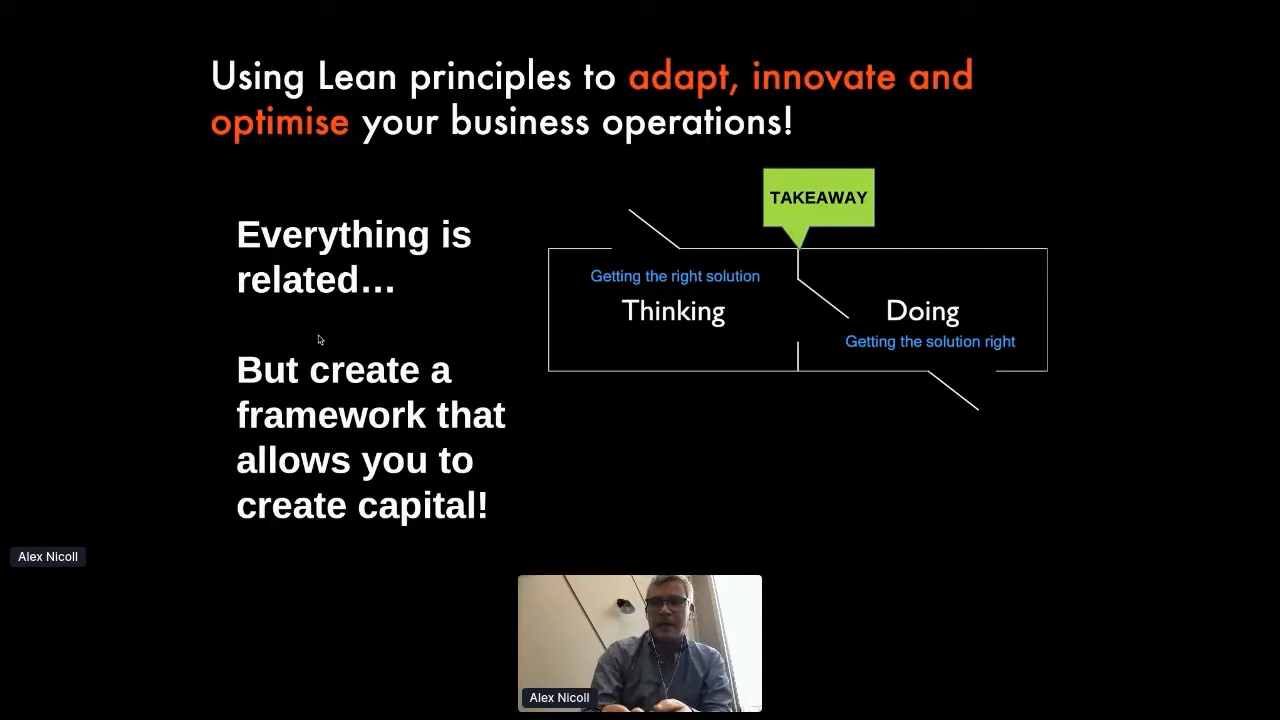 Using Lean principles to adapt, innovate and
optimise your business operations!
TAKEAWAY
Everything is
related...
But create a
framework that
allows you to
create capital!
Getting the right solution
Thinking
Doing
Getting the solution right
Alex Nicoll
Alex Nicoll